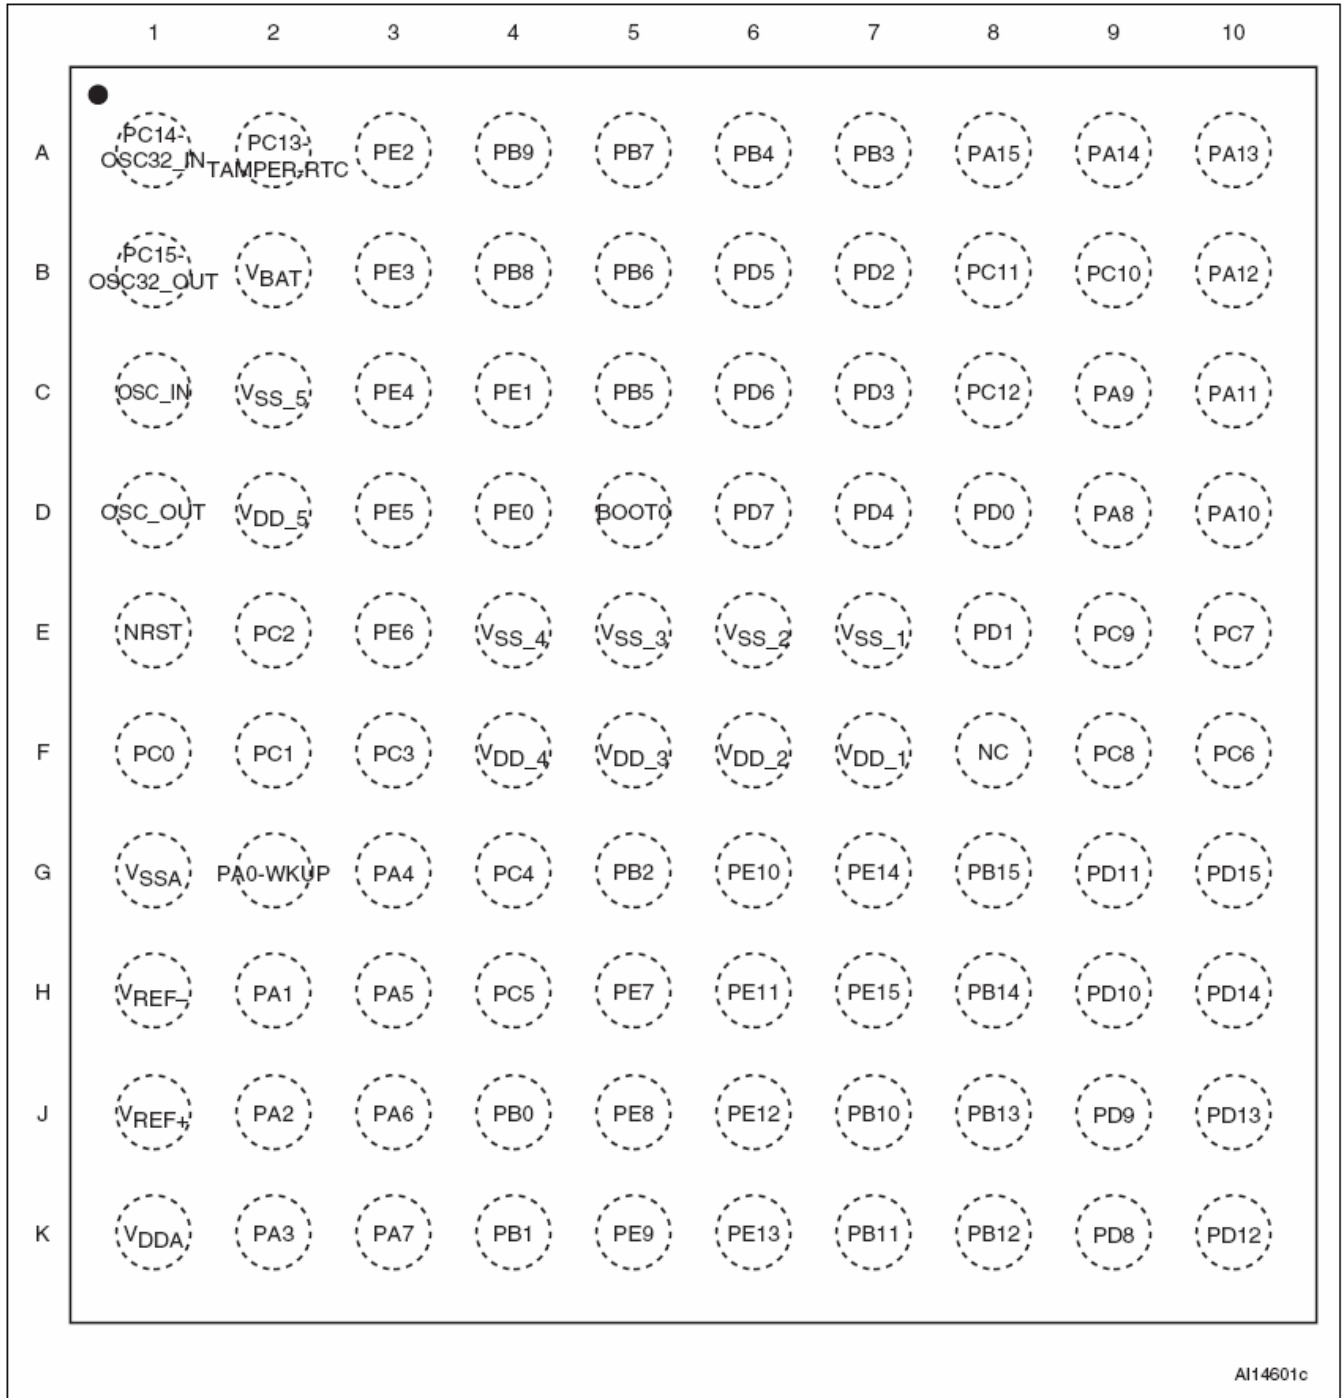 1 2 3 4 5 6 7 8 9 10
A PC14-OSC32_IN PC13-TAMPER-RTC PE2 PB9 PB7 PB4 PB3 PA15 PA14 PA13
B PC15-OSC32_OUT VBAT PE3 PB8 PB6 PD5 PD2 PC11 PC10 PA12
C OSC_IN VSS_5 PE4 PE1 PB5 PD6 PD3 PC12 PA9 PA11
D OSC_OUT VDD_5 PE5 PE0 BOOT0 PD7 PD4 PD0 PA8 PA10
E NRST PC2 PE6 VSS_4 VSS_3 VSS_2 VSS_1 PD1 PC9 PC7
F PC0 PC1 PC3 VDD_4 VDD_3 VDD_2 VDD_1 NC PC8 PC6
G VSSA PA0-WKUP PA4 PC4 PB2 PE10 PE14 PB15 PD11 PD15
H VREF– PA1 PA5 PC5 PE7 PE11 PE15 PB14 PD10 PD14
J VREF+ PA2 PA6 PB0 PE8 PE12 PB10 PB13 PD9 PD13
K VDDA PA3 PA7 PB1 PE9 PE13 PB11 PB12 PD8 PD12
AI14601c